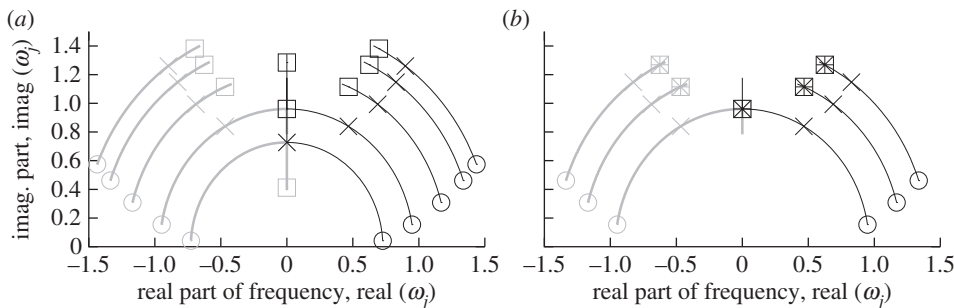 (a) (b)
imag. part, imag (ωj)
1.4
1.2
1.0
0.8
0.6
0.4
0.2
0
−1.5 −1.0 −0.5 0 0.5 1.0 1.5 −1.5 −1.0 −0.5 0 0.5 1.0 1.5
real part of frequency, real (ωj) real part of frequency, real (ωj)